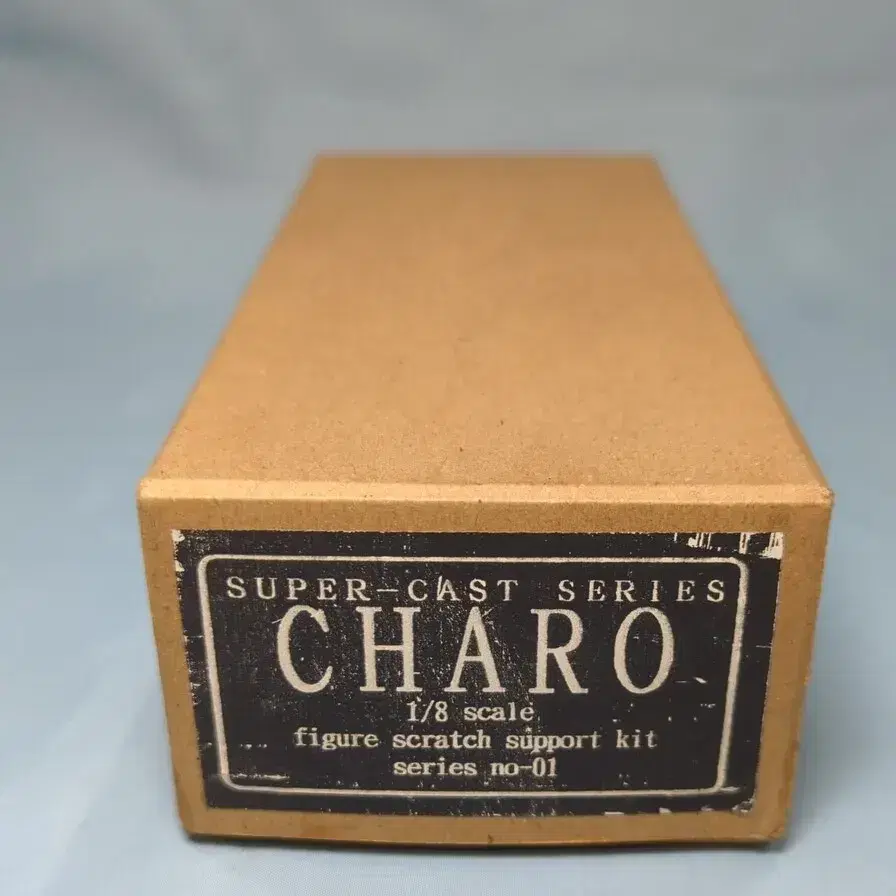 SUPER-CAST SERIES
CHARO
1/8 scale
figure scratch support kit
series no-01